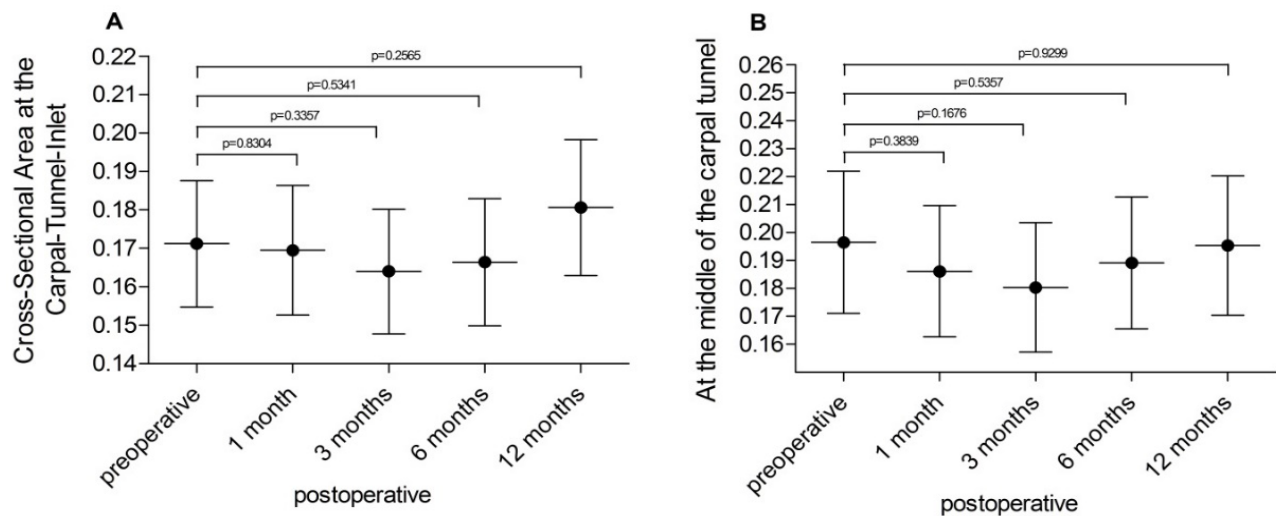 A
Cross-Sectional Area at the
Carpal-Tunnel-Inlet
0.22
0.21
0.20
0.19
0.18
0.17
0.16
0.15
0.14
p=0.2565
p=0.5341
p=0.3357
p=0.8304
preoperative
1 month
3 months
6 months
12 months
postoperative
B
At the middle of the carpal tunnel
0.26
0.25
0.24
0.23
0.22
0.21
0.20
0.19
0.18
0.17
0.16
p=0.9299
p=0.5357
p=0.1676
p=0.3839
preoperative
1 month
3 months
6 months
12 months
postoperative